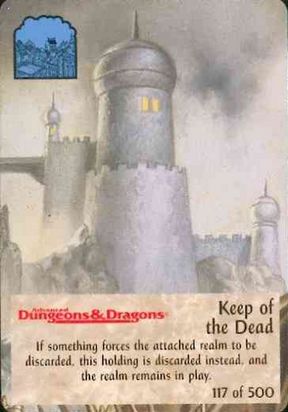 Advanced
Dungeons & Dragons®
Keep of
the Dead
If something forces the attached realm to be
discarded, this holding is discarded instead, and
the realm remains in play.
117 of 500